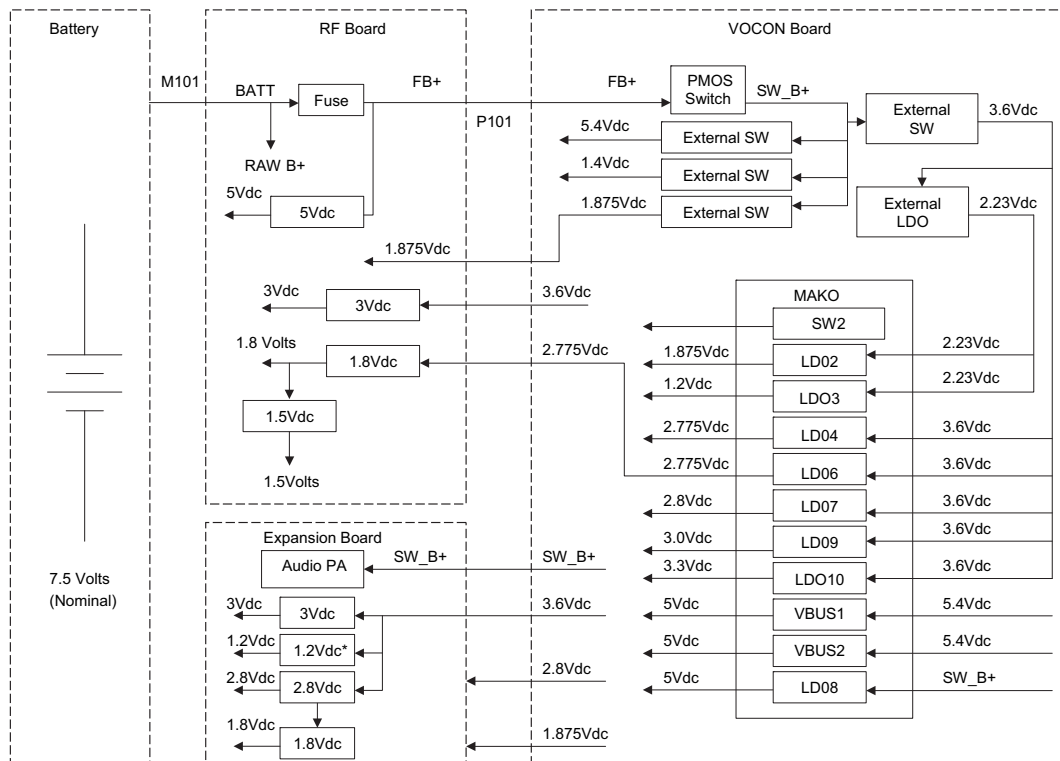 Battery
RF Board
VOCON Board
M101
BATT
Fuse
FB+
P101
FB+
PMOS
Switch
SW_B+
External
SW
3.6Vdc
RAW B+
5.4Vdc
External SW
1.4Vdc
External SW
5Vdc
5Vdc
1.875Vdc
External SW
External
LDO
2.23Vdc
1.875Vdc
3Vdc
3Vdc
3.6Vdc
MAKO
SW2
1.8 Volts
1.8Vdc
2.775Vdc
1.875Vdc
LD02
2.23Vdc
1.2Vdc
LDO3
2.23Vdc
1.5Vdc
2.775Vdc
LD04
3.6Vdc
1.5Volts
2.775Vdc
LD06
3.6Vdc
2.8Vdc
LD07
3.6Vdc
3.0Vdc
LD09
3.6Vdc
3.3Vdc
LDO10
3.6Vdc
5Vdc
VBUS1
5.4Vdc
5Vdc
VBUS2
5.4Vdc
5Vdc
LD08
SW_B+
7.5 Volts
(Nominal)
Expansion Board
Audio PA
SW_B+
SW_B+
3Vdc
3Vdc
3.6Vdc
1.2Vdc
1.2Vdc*
2.8Vdc
2.8Vdc
2.8Vdc
1.8Vdc
1.8Vdc
1.875Vdc